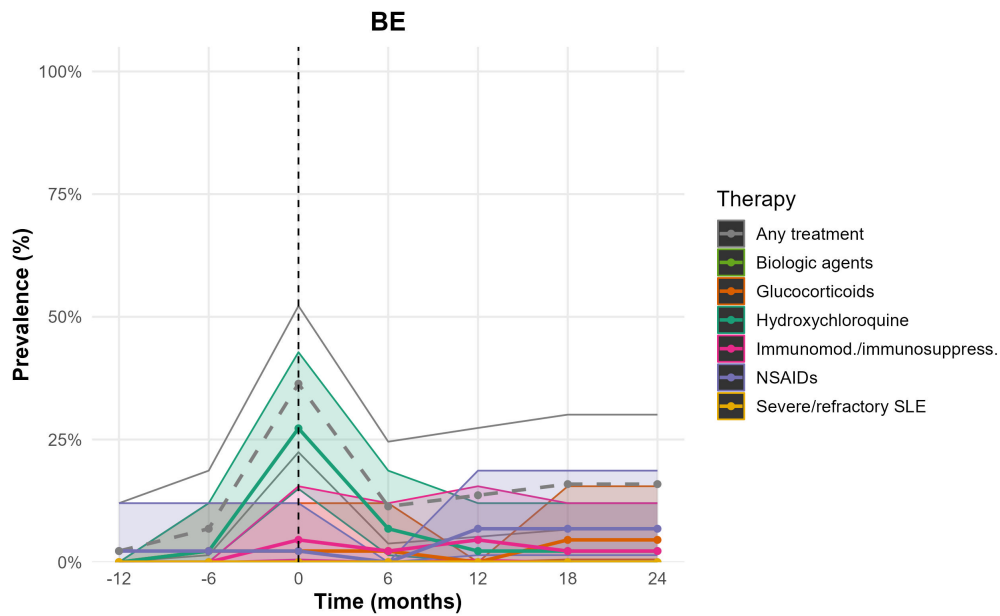 BE
Prevalence (%)
100%
75%
50%
25%
0%
-12
-6
0
6
12
18
24
Time (months)
Therapy
Any treatment
Biologic agents
Glucocorticoids
Hydroxychloroquine
Immunomod./immunosuppress.
NSAIDs
Severe/refractory SLE